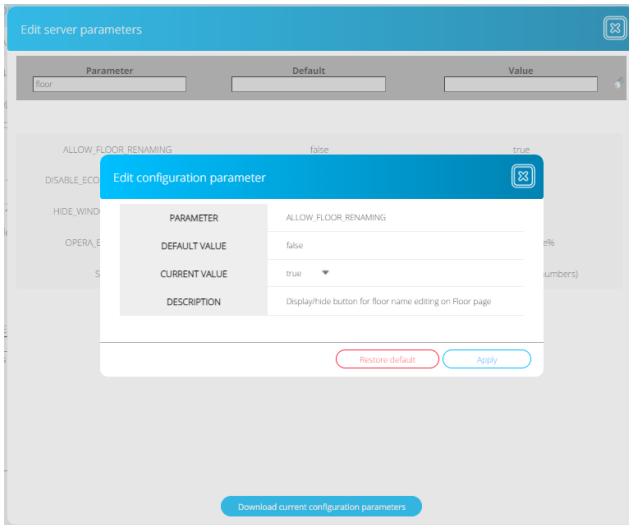 Edit server parameters
Parameter Default Value
floor
ALLOW_FLOOR_RENAMING false true
DISABLE_ECO
HIDE_WIND
OPERA_E e%
S umbers)
Edit configuration parameter
PARAMETER ALLOW_FLOOR_RENAMING
DEFAULT VALUE false
CURRENT VALUE true
DESCRIPTION Display/hide button for floor name editing on Floor page
Restore default Apply
Download current configuration parameters